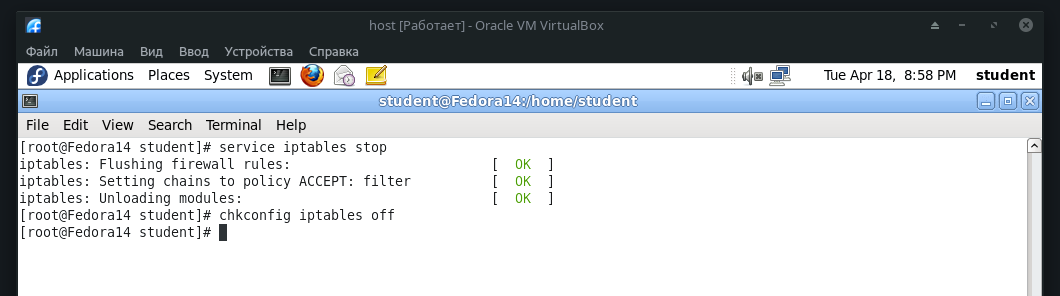 host [Работает] - Oracle VM VirtualBox
Файл Машина Вид Ввод Устройства Справка
Applications Places System Tue Apr 18, 8:58 PM student
student@Fedora14:/home/student
File Edit View Search Terminal Help
[root@Fedora14 student]# service iptables stop
iptables: Flushing firewall rules: [ OK ]
iptables: Setting chains to policy ACCEPT: filter [ OK ]
iptables: Unloading modules: [ OK ]
[root@Fedora14 student]# chkconfig iptables off
[root@Fedora14 student]#